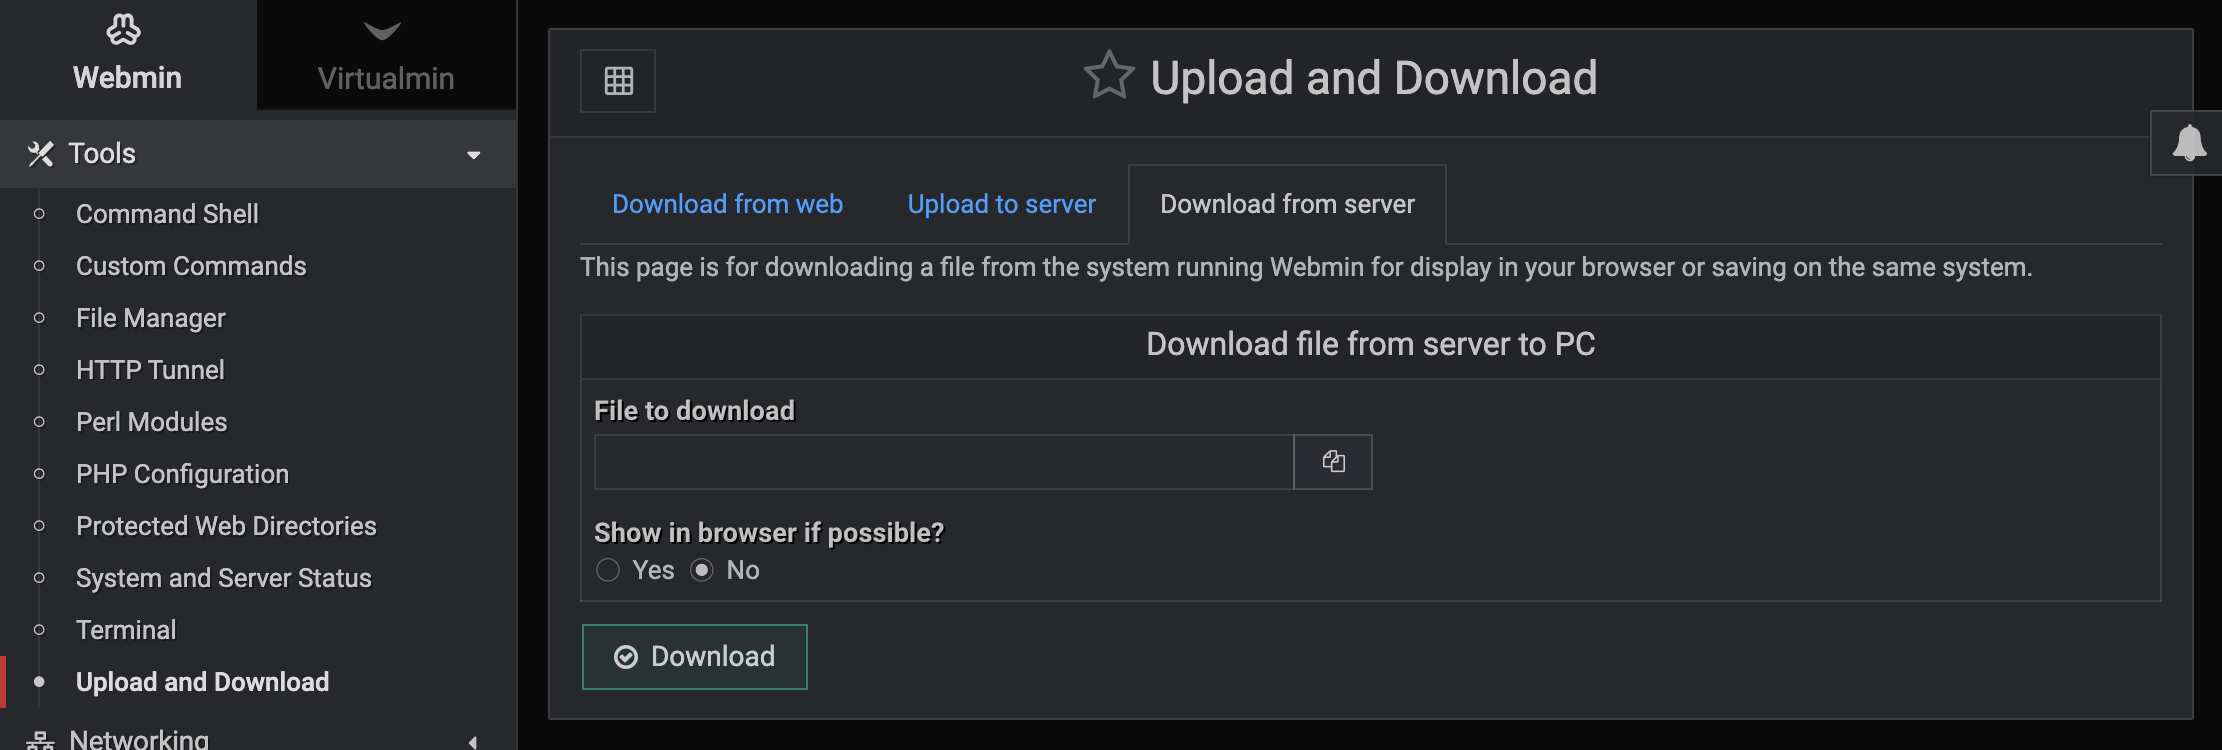 Webmin
Virtualmin
Tools
Command Shell
Custom Commands
File Manager
HTTP Tunnel
Perl Modules
PHP Configuration
Protected Web Directories
System and Server Status
Terminal
Upload and Download
Networking
Upload and Download
Download from web
Upload to server
Download from server
This page is for downloading a file from the system running Webmin for display in your browser or saving on the same system.
Download file from server to PC
File to download
Show in browser if possible?
Yes No
Download